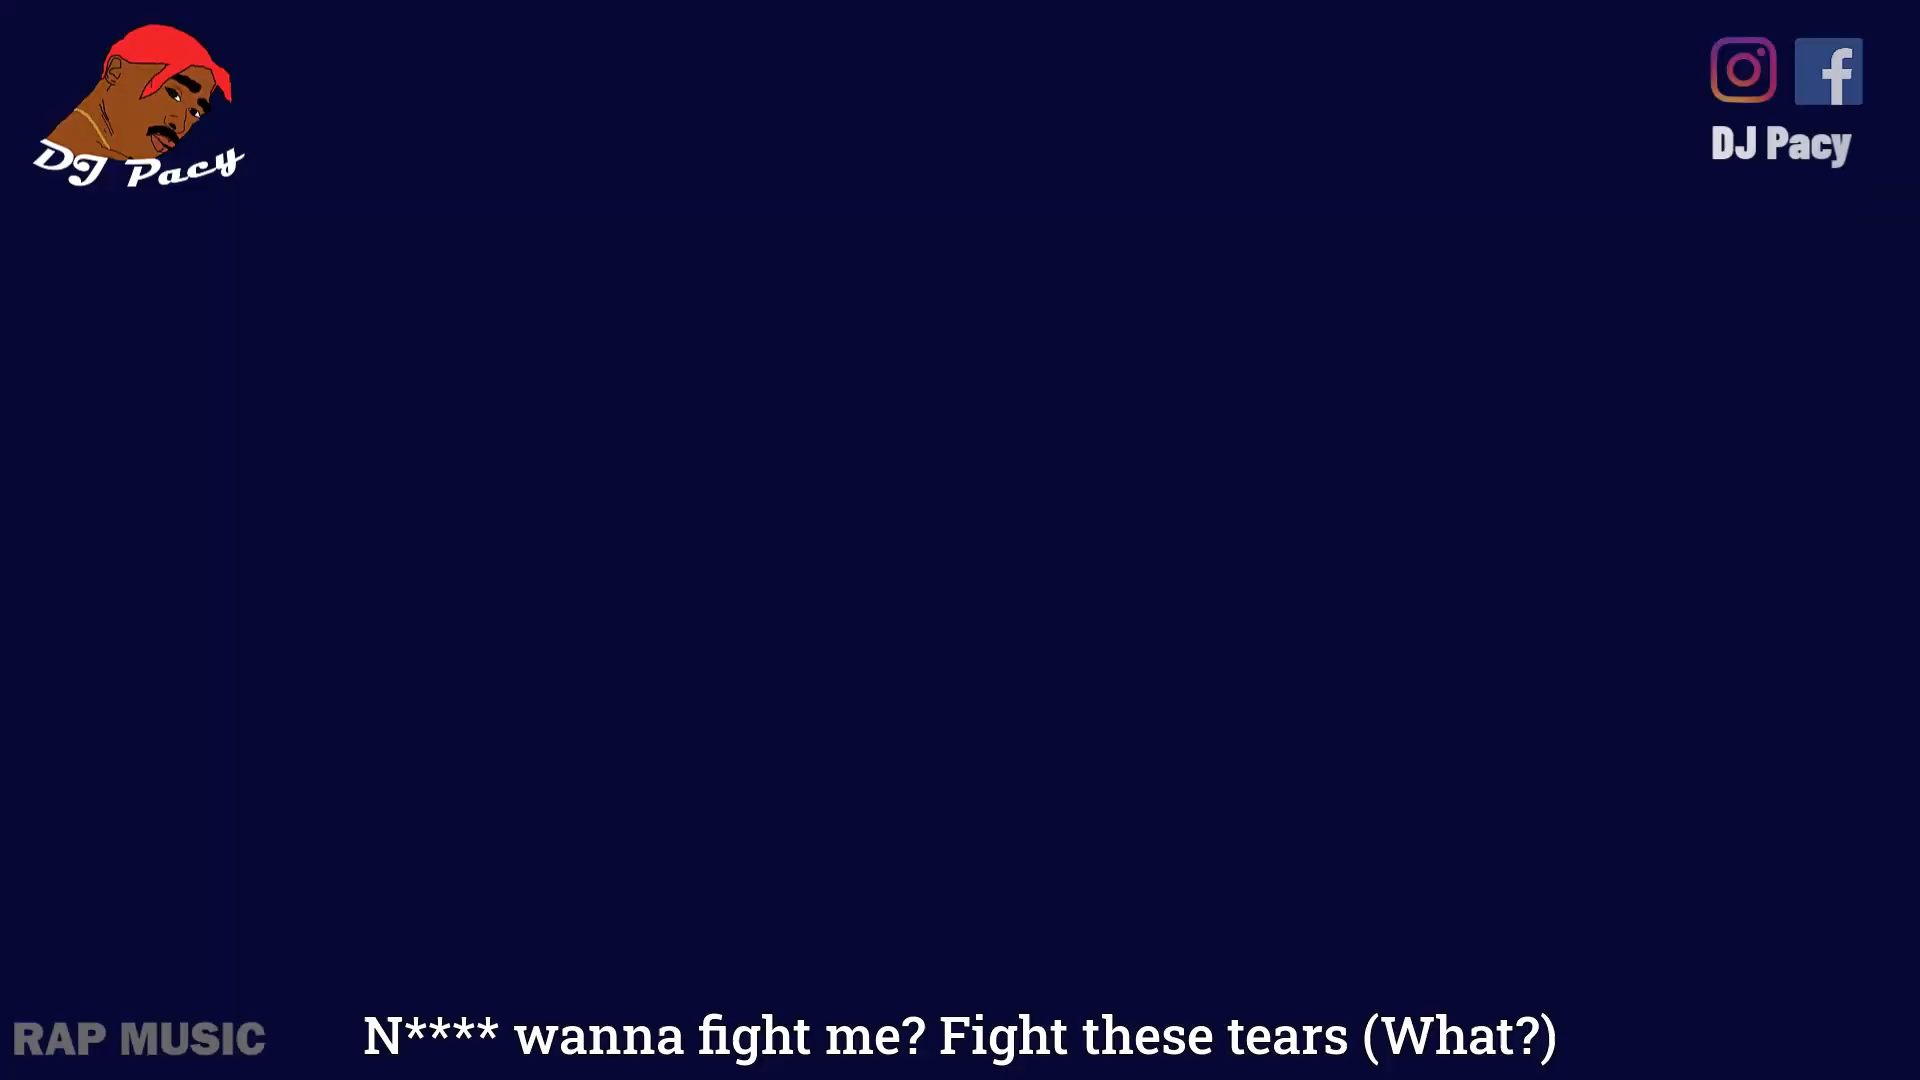 DJ Pacy
DJ Pacy
RAP MUSIC
N**** wanna fight me? Fight these tears (What?)